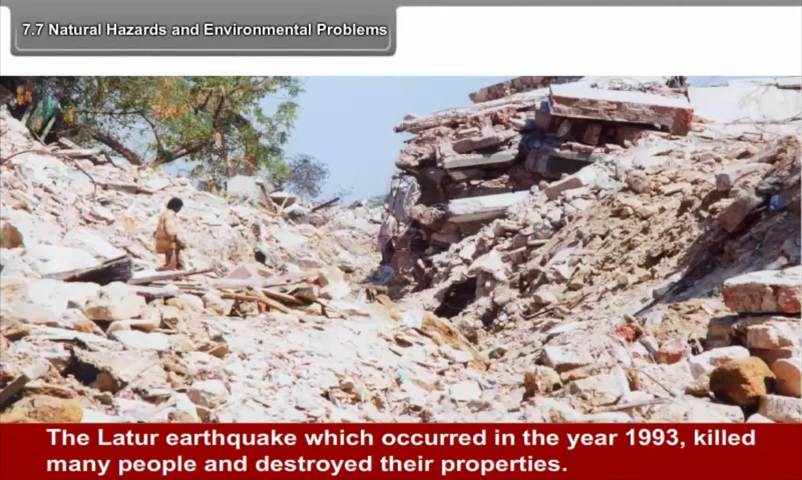 7.7 Natural Hazards and Environmental Problems
The Latur earthquake which occurred in the year 1993, killed
many people and destroyed their properties.